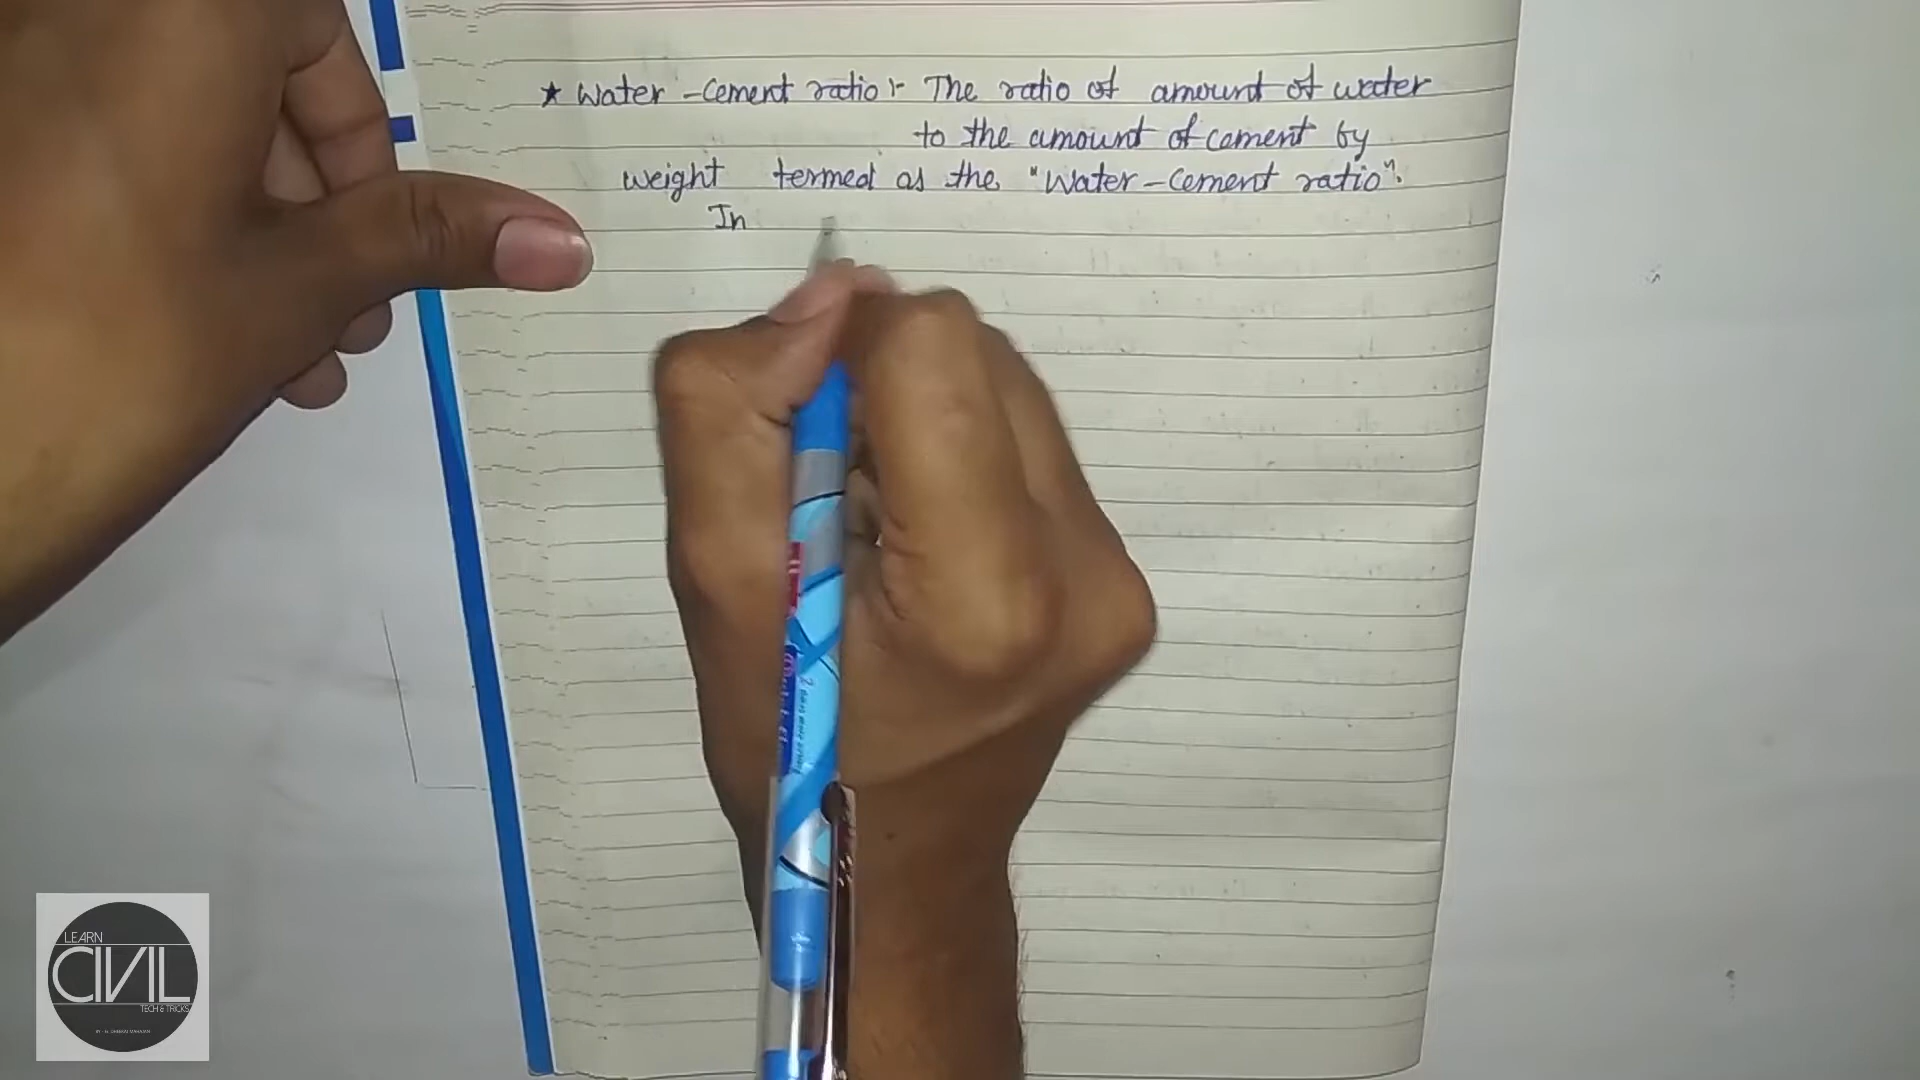 ★ Water-Cement ratio:- The ratio of amount of water
to the amount of cement by
weight termed as the "Water-Cement ratio".
In
LEARN
CIVIL
TECH & TRICKS